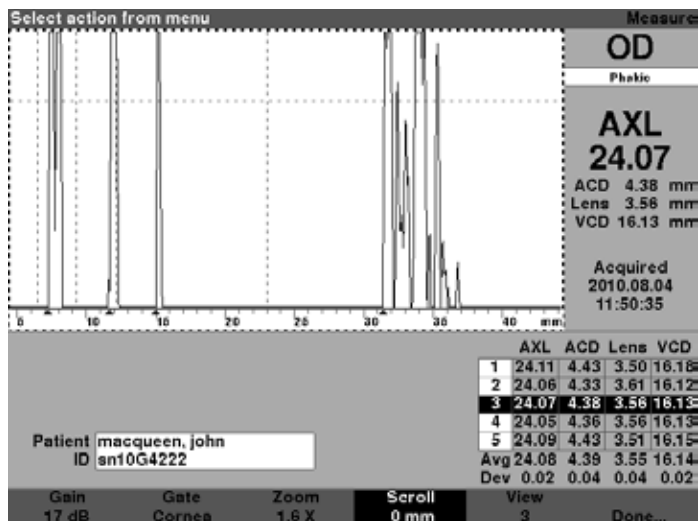 Select action from menu
Measure
OD
Phakic
AXL
24.07
ACD 4.38 mm
Lens 3.56 mm
VCD 16.13 mm
Acquired
2010.08.04
11:50:35
5 10 15 20 25 30 35 40 mm
AXL ACD Lens VCD
1 24.11 4.43 3.50 16.18
2 24.06 4.33 3.61 16.12
3 24.07 4.38 3.56 16.13
4 24.05 4.36 3.56 16.13
5 24.09 4.43 3.51 16.15
Avg 24.08 4.39 3.55 16.14
Dev 0.02 0.04 0.04 0.02
Patient macqueen, john
ID sn10G4222
Gain Gate Zoom Scroll View
17 dB Cornea 1.6 X 0 mm 3 Done...